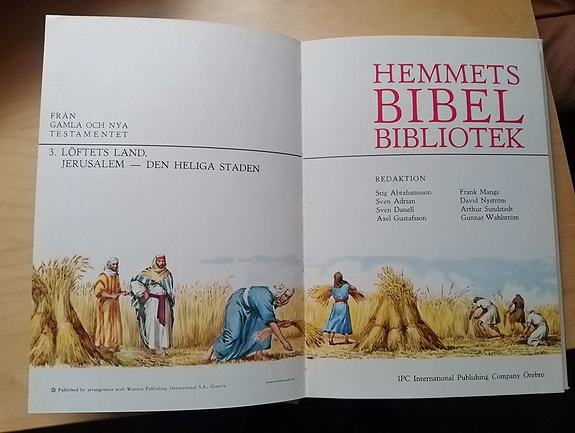 FRÅN
GAMLA OCH NYA
TESTAMENTET
3. LÖFTETS LAND.
JERUSALEM — DEN HELIGA STADEN
Published by arrangement with Western Publishing International S.A., Geneva.
HEMMETS
BIBEL
BIBLIOTEK
REDAKTION
Stig Abrahamsson
Sven Adrian
Sven Danell
Axel Gustafsson
Frank Mangs
David Nyström
Arthur Sundstedt
Gunnar Wahlström
IPC International Publishing Company Örebro